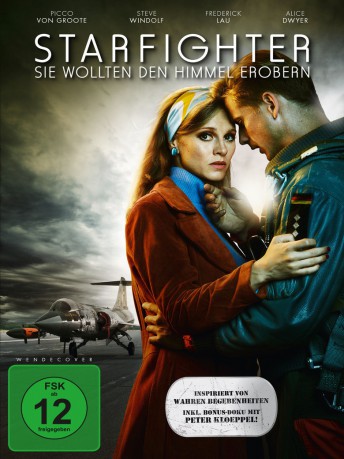 PICCO
VON GROOTE
STEVE
WINDOLF
FREDERICK
LAU
ALICE
DWYER
STARFIGHTER
SIE WOLLTEN DEN HIMMEL EROBERN
WENDECOVER
FSK
ab
12
freigegeben
INSPIRIERT VON
WAHREN BEGEBENHEITEN
INKL. BONUS-DOKU MIT
PETER KLOEPPEL!